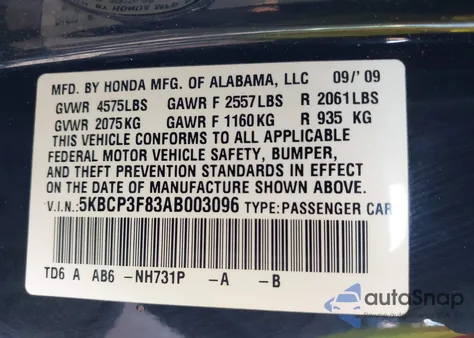 MFD. BY HONDA MFG. OF ALABAMA, LLC 09/'09
GVWR 4575LBS GAWR F 2557LBS R 2061LBS
GVWR 2075KG GAWR F 1160KG R 935 KG
THIS VEHICLE CONFORMS TO ALL APPLICABLE
FEDERAL MOTOR VEHICLE SAFETY, BUMPER,
AND THEFT PREVENTION STANDARDS IN EFFECT
ON THE DATE OF MANUFACTURE SHOWN ABOVE.
V.I.N.: 5KBCP3F83AB003096 TYPE: PASSENGER CAR
TD6 A AB6 -NH731P -A -B
autoSnap